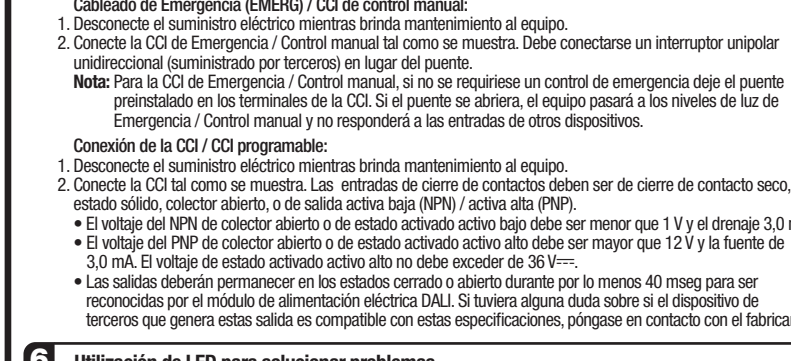 Cableado de Emergencia (EMERG) / CCI de control manual:
1. Desconecte el suministro eléctrico mientras brinda mantenimiento al equipo.
2. Conecte la CCI de Emergencia / Control manual tal como se muestra. Debe conectarse un interruptor unipolar
unidireccional (suministrado por terceros) en lugar del puente.
Nota: Para la CCI de Emergencia / Control manual, si no se requiriese un control de emergencia deje el puente
preinstalado en los terminales de la CCI. Si el puente se abriera, el equipo pasará a los niveles de luz de
Emergencia / Control manual y no responderá a las entradas de otros dispositivos.
Conexión de la CCI / CCI programable:
1. Desconecte el suministro eléctrico mientras brinda mantenimiento al equipo.
2. Conecte la CCI tal como se muestra. Las entradas de cierre de contactos deben ser de cierre de contacto seco,
estado sólido, colector abierto, o de salida activa baja (NPN) / activa alta (PNP).
• El voltaje del NPN de colector abierto o de estado activado activo bajo debe ser menor que 1 V y el drenaje 3,0
• El voltaje del PNP de colector abierto o de estado activado activo alto debe ser mayor que 12 V y la fuente de
3,0 mA. El voltaje de estado activado activo alto no debe exceder de 36 V⎓.
• Las salidas deberán permanecer en los estados cerrado o abierto durante por lo menos 40 mseg para ser
reconocidas por el módulo de alimentación eléctrica DALI. Si tuviera alguna duda sobre si el dispositivo de
terceros que genera estas salida es compatible con estas especificaciones, póngase en contacto con el
6 Utilización de LED para solucionar problemas